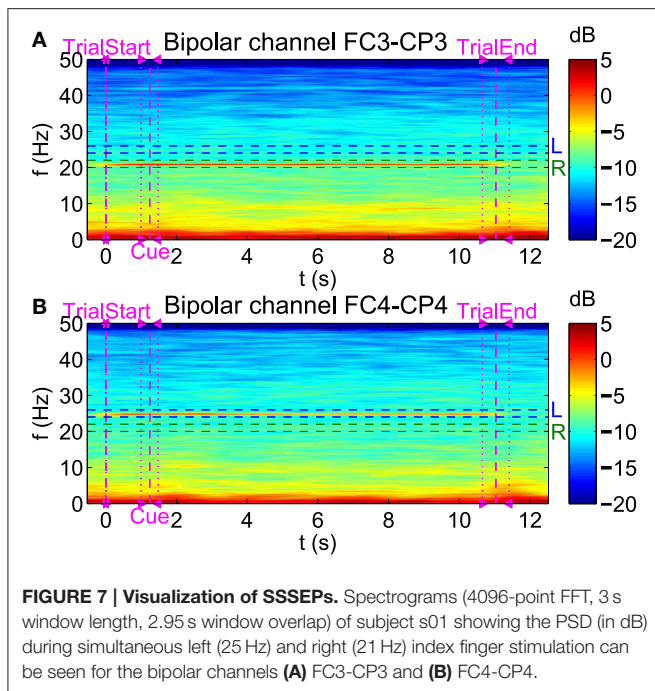 A
Bipolar channel FC3-CP3
TrialStart
TrialEnd
dB
f (Hz)
50
40
30
20
10
0
L
R
5
0
−5
−10
−15
−20
0 2 4 6 8 10 12
Cue
t (s)
B
Bipolar channel FC4-CP4
TrialStart
TrialEnd
dB
f (Hz)
50
40
30
20
10
0
L
R
5
0
−5
−10
−15
−20
0 2 4 6 8 10 12
Cue
t (s)
FIGURE 7 | Visualization of SSSEPs. Spectrograms (4096-point FFT, 3 s
window length, 2.95 s window overlap) of subject s01 showing the PSD (in dB)
during simultaneous left (25 Hz) and right (21 Hz) index finger stimulation can
be seen for the bipolar channels (A) FC3-CP3 and (B) FC4-CP4.